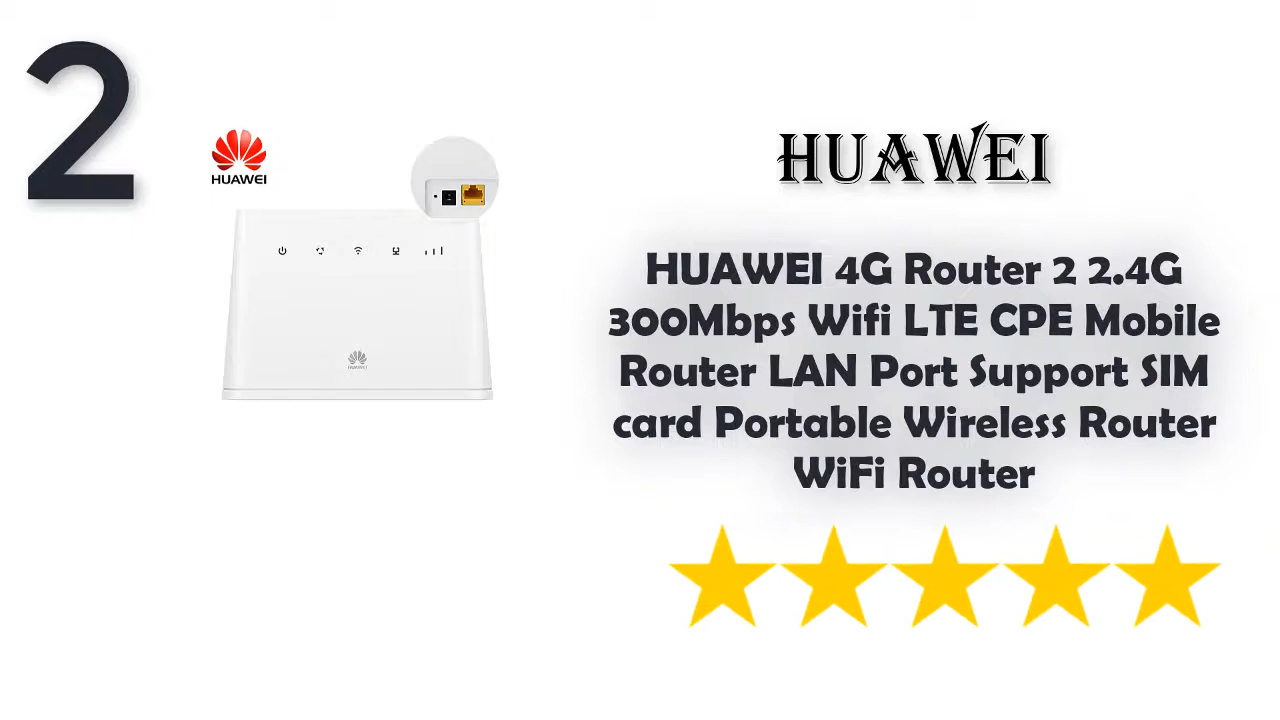 2
HUAWEI
HUAWEI
HUAWEI 4G Router 2 2.4G
300Mbps Wifi LTE CPE Mobile
Router LAN Port Support SIM
card Portable Wireless Router
WiFi Router
HUAWEI